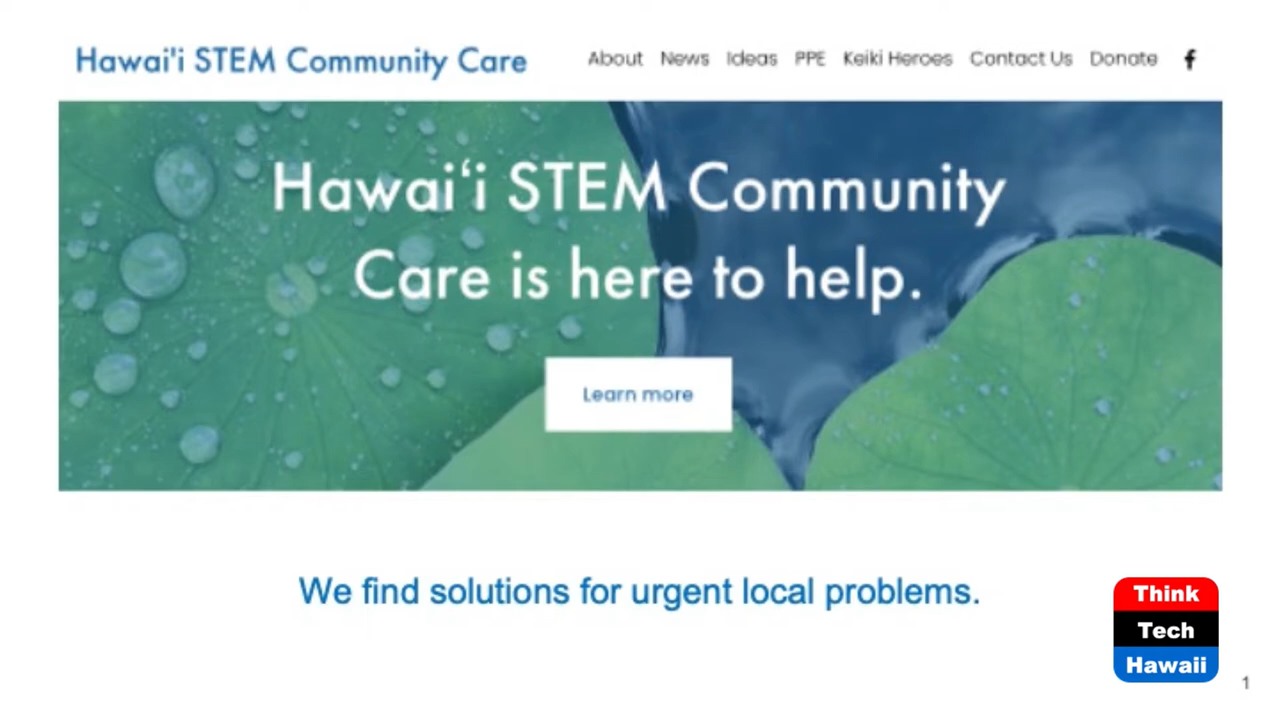 Hawai'i STEM Community Care
About News Ideas PPE Keiki Heroes Contact Us Donate f
Hawaiʻi STEM Community
Care is here to help.
Learn more
We find solutions for urgent local problems.
Think
Tech
Hawaii
1